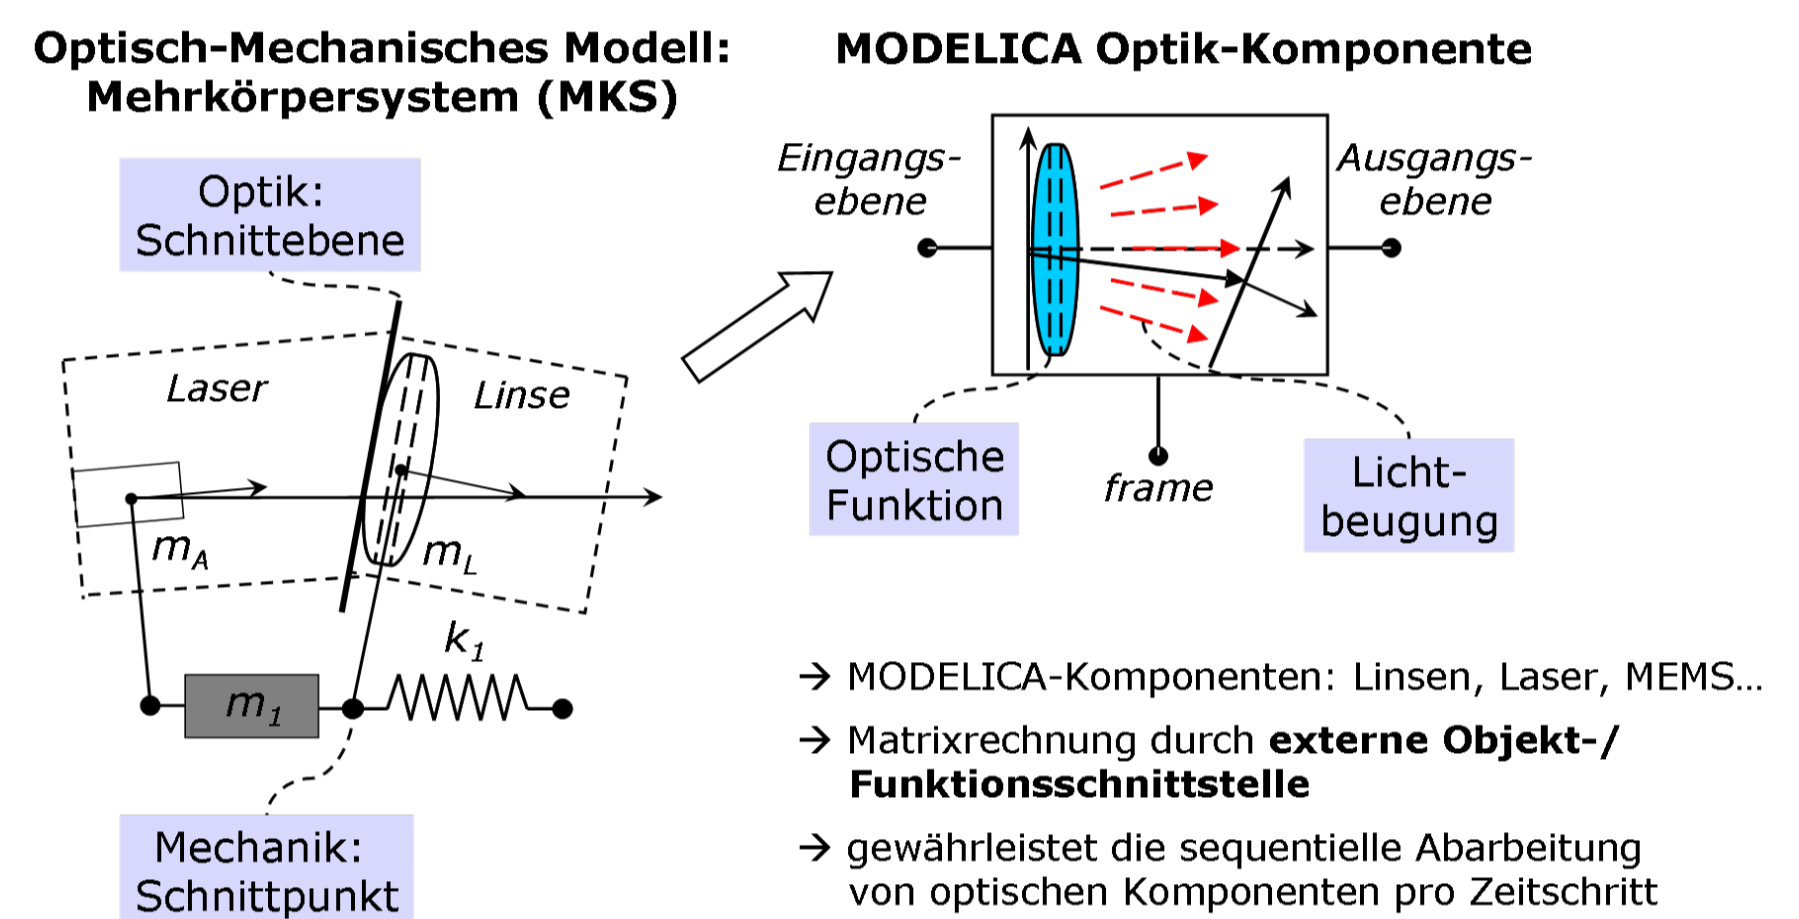 Optisch-Mechanisches Modell:
Mehrkörpersystem (MKS)
Optik:
Schnittebene
Laser
Linse
m_A
m_L
k_1
m_1
Mechanik:
Schnittpunkt
MODELICA Optik-Komponente
Eingangs-
ebene
Ausgangs-
ebene
Optische
Funktion
frame
Licht-
beugung
→ MODELICA-Komponenten: Linsen, Laser, MEMS...
→ Matrixrechnung durch externe Objekt-/
Funktionsschnittstelle
→ gewährleistet die sequentielle Abarbeitung
von optischen Komponenten pro Zeitschritt